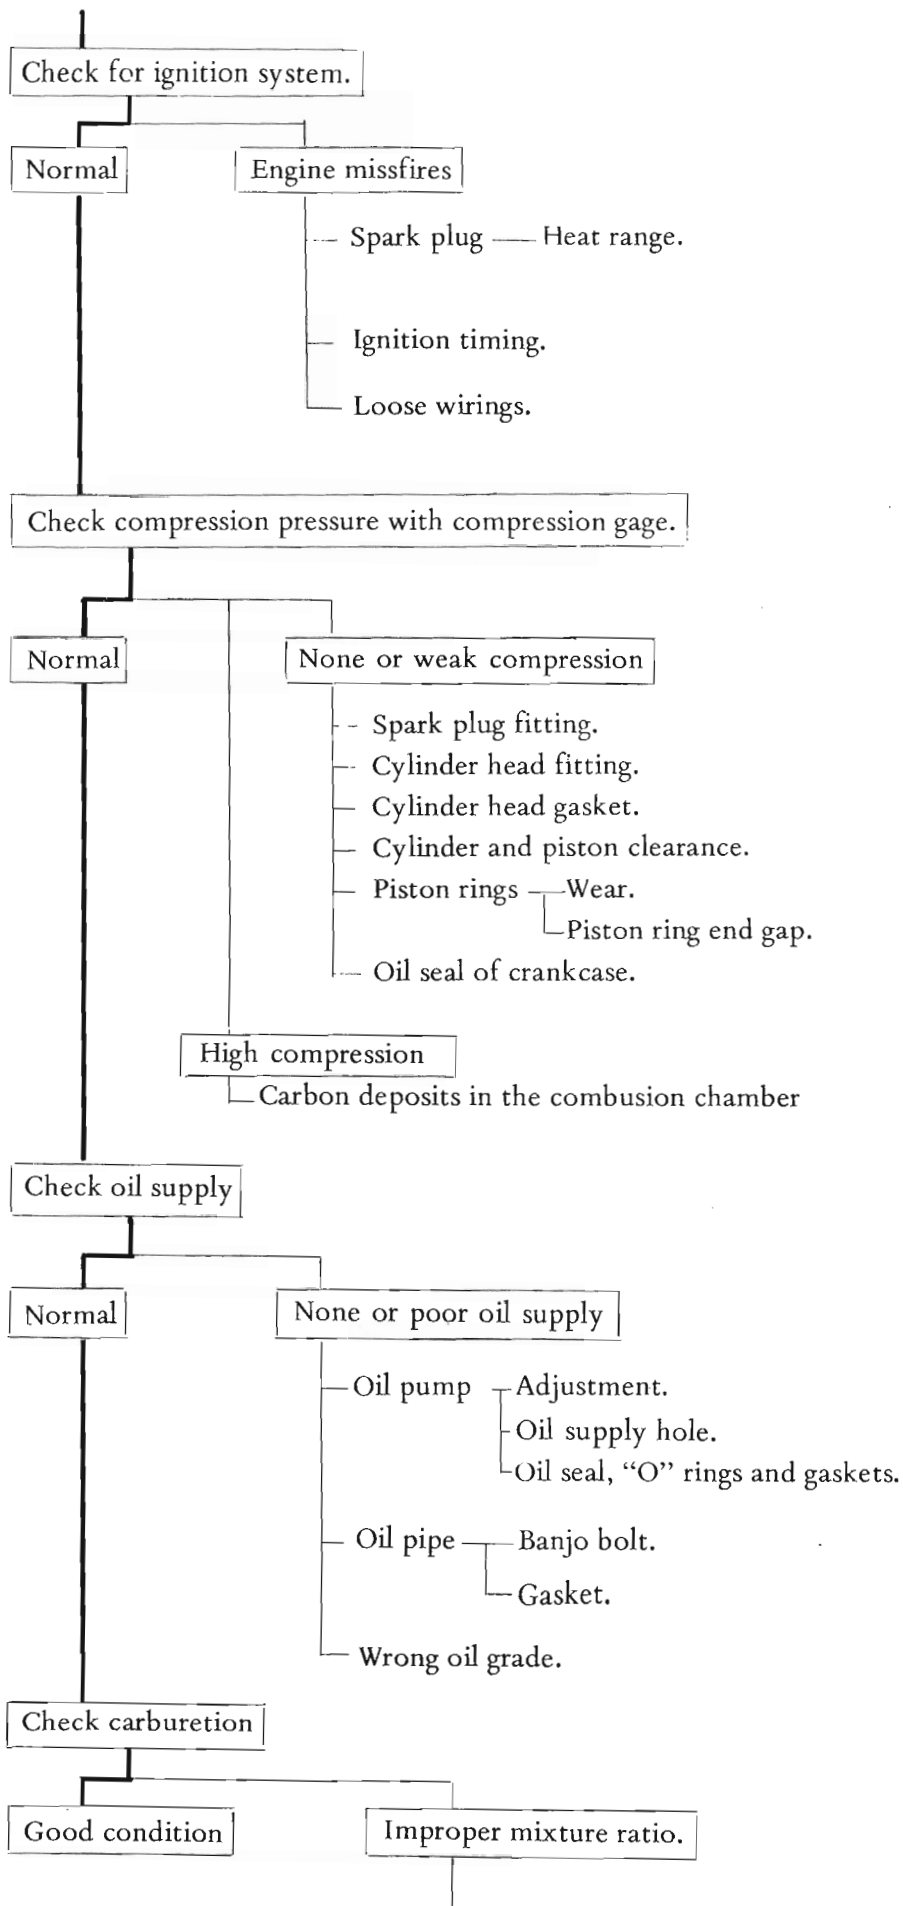 Check for ignition system.
Normal
Engine missfires
Spark plug
Heat range.
Ignition timing.
Loose wirings.
Check compression pressure with compression gage.
Normal
None or weak compression
Spark plug fitting.
Cylinder head fitting.
Cylinder head gasket.
Cylinder and piston clearance.
Piston rings
Wear.
Piston ring end gap.
Oil seal of crankcase.
High compression
Carbon deposits in the combusion chamber
Check oil supply
Normal
None or poor oil supply
Oil pump
Adjustment.
Oil supply hole.
Oil seal, “O” rings and gaskets.
Oil pipe
Banjo bolt.
Gasket.
Wrong oil grade.
Check carburetion
Good condition
Improper mixture ratio.